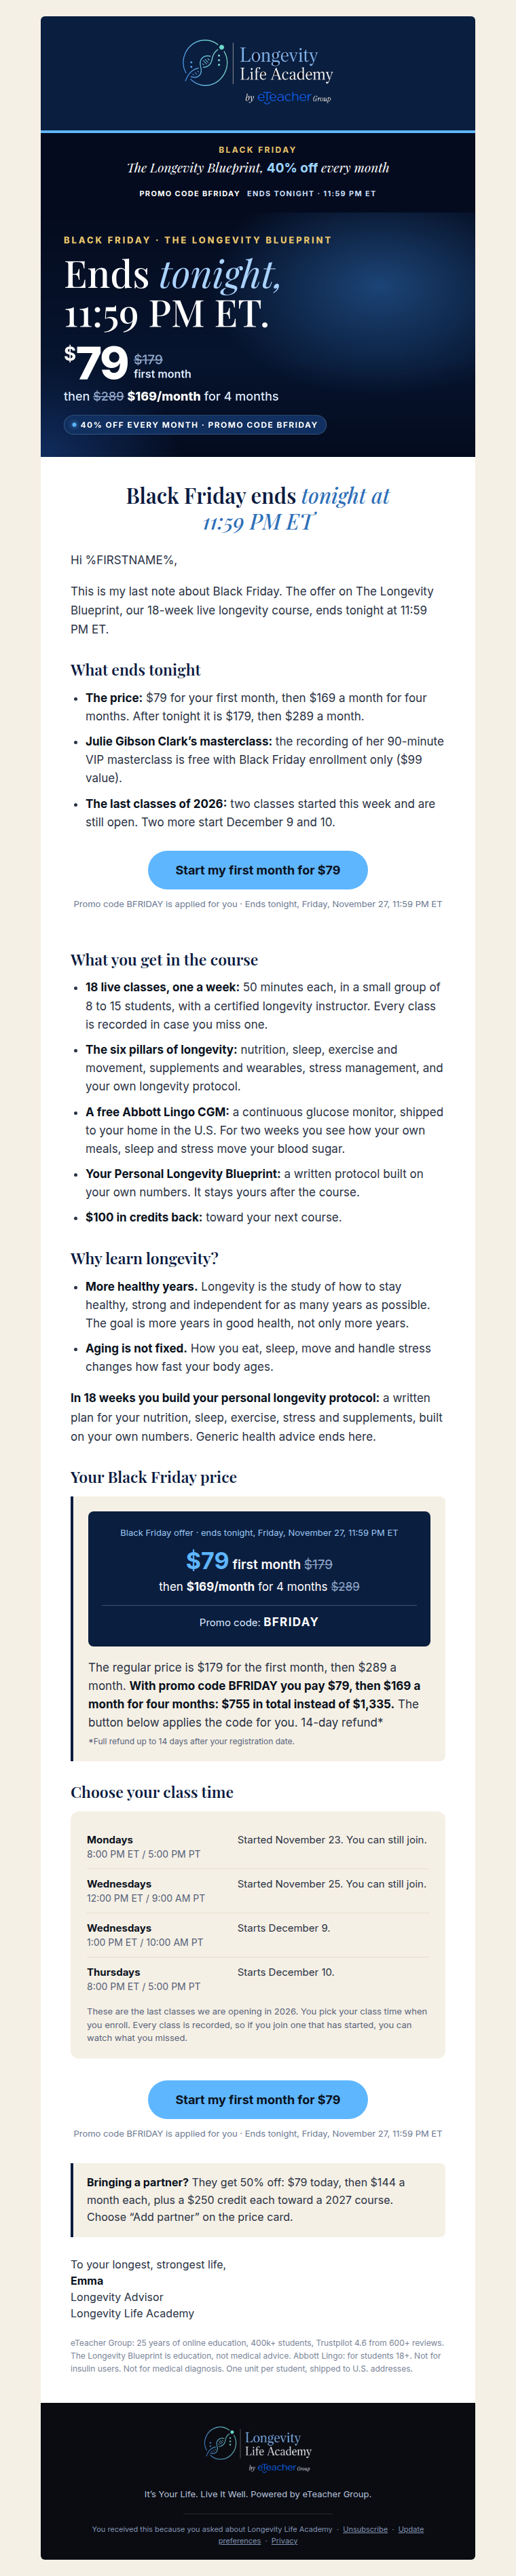 Longevity
Life Academy
by eTeacher Group
BLACK FRIDAY
The Longevity Blueprint, 40% off every month
PROMO CODE BFRIDAY ENDS TONIGHT · 11:59 PM ET
BLACK FRIDAY · THE LONGEVITY BLUEPRINT
Ends tonight,
11:59 PM ET.
$79 $179
first month
then $289 $169/month for 4 months
40% OFF EVERY MONTH · PROMO CODE BFRIDAY
Black Friday ends tonight at
11:59 PM ET
Hi %FIRSTNAME%,
This is my last note about Black Friday. The offer on The Longevity
Blueprint, our 18-week live longevity course, ends tonight at 11:59
PM ET.
What ends tonight
• The price: $79 for your first month, then $169 a month for four
months. After tonight it is $179, then $289 a month.
• Julie Gibson Clark’s masterclass: the recording of her 90-minute
VIP masterclass is free with Black Friday enrollment only ($99
value).
• The last classes of 2026: two classes started this week and are
still open. Two more start December 9 and 10.
Start my first month for $79
Promo code BFRIDAY is applied for you · Ends tonight, Friday, November 27, 11:59 PM ET
What you get in the course
• 18 live classes, one a week: 50 minutes each, in a small group of
8 to 15 students, with a certified longevity instructor. Every class
is recorded in case you miss one.
• The six pillars of longevity: nutrition, sleep, exercise and
movement, supplements and wearables, stress management, and
your own longevity protocol.
• A free Abbott Lingo CGM: a continuous glucose monitor, shipped
to your home in the U.S. For two weeks you see how your own
meals, sleep and stress move your blood sugar.
• Your Personal Longevity Blueprint: a written protocol built on
your own numbers. It stays yours after the course.
• $100 in credits back: toward your next course.
Why learn longevity?
• More healthy years. Longevity is the study of how to stay
healthy, strong and independent for as many years as possible.
The goal is more years in good health, not only more years.
• Aging is not fixed. How you eat, sleep, move and handle stress
changes how fast your body ages.
In 18 weeks you build your personal longevity protocol: a written
plan for your nutrition, sleep, exercise, stress and supplements, built
on your own numbers. Generic health advice ends here.
Your Black Friday price
Black Friday offer · ends tonight, Friday, November 27, 11:59 PM ET
$79 first month $179
then $169/month for 4 months $289
Promo code: BFRIDAY
The regular price is $179 for the first month, then $289 a
month. With promo code BFRIDAY you pay $79, then $169 a
month for four months: $755 in total instead of $1,335. The
button below applies the code for you. 14-day refund*
*Full refund up to 14 days after your registration date.
Choose your class time
Mondays Started November 23. You can still join.
8:00 PM ET / 5:00 PM PT
Wednesdays Started November 25. You can still join.
12:00 PM ET / 9:00 AM PT
Wednesdays Starts December 9.
1:00 PM ET / 10:00 AM PT
Thursdays Starts December 10.
8:00 PM ET / 5:00 PM PT
These are the last classes we are opening in 2026. You pick your class time when
you enroll. Every class is recorded, so if you join one that has started, you can
watch what you missed.
Start my first month for $79
Promo code BFRIDAY is applied for you · Ends tonight, Friday, November 27, 11:59 PM ET
Bringing a partner? They get 50% off: $79 today, then $144 a
month each, plus a $250 credit each toward a 2027 course.
Choose “Add partner” on the price card.
To your longest, strongest life,
Emma
Longevity Advisor
Longevity Life Academy
eTeacher Group: 25 years of online education, 400k+ students, Trustpilot 4.6 from 600+ reviews.
The Longevity Blueprint is education, not medical advice. Abbott Lingo: for students 18+. Not for
insulin users. Not for medical diagnosis. One unit per student, shipped to U.S. addresses.
Longevity
Life Academy
by eTeacher Group
It’s Your Life. Live It Well. Powered by eTeacher Group.
You received this because you asked about Longevity Life Academy · Unsubscribe · Update
preferences · Privacy